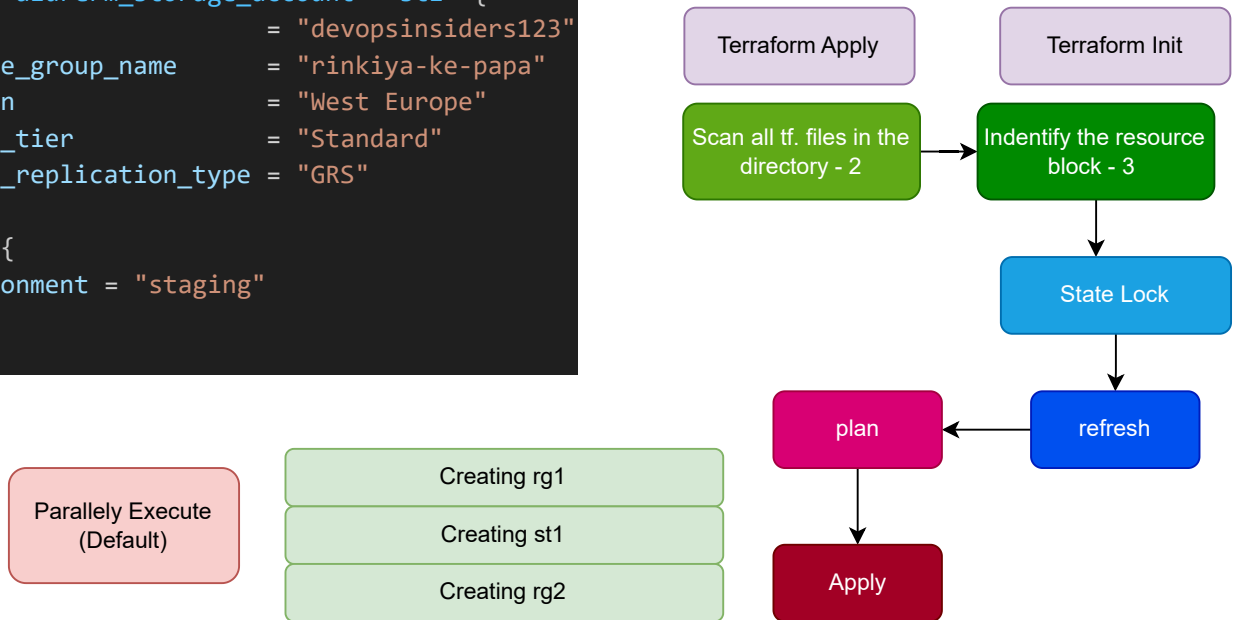 = "devopsinsiders123"
e_group_name = "rinkiya-ke-papa"
n = "West Europe"
_tier = "Standard"
_replication_type = "GRS"
{
onment = "staging"
Terraform Apply
Terraform Init
Scan all tf. files in the
directory - 2
Indentify the resource
block - 3
State Lock
refresh
plan
Apply
Parallely Execute
(Default)
Creating rg1
Creating st1
Creating rg2